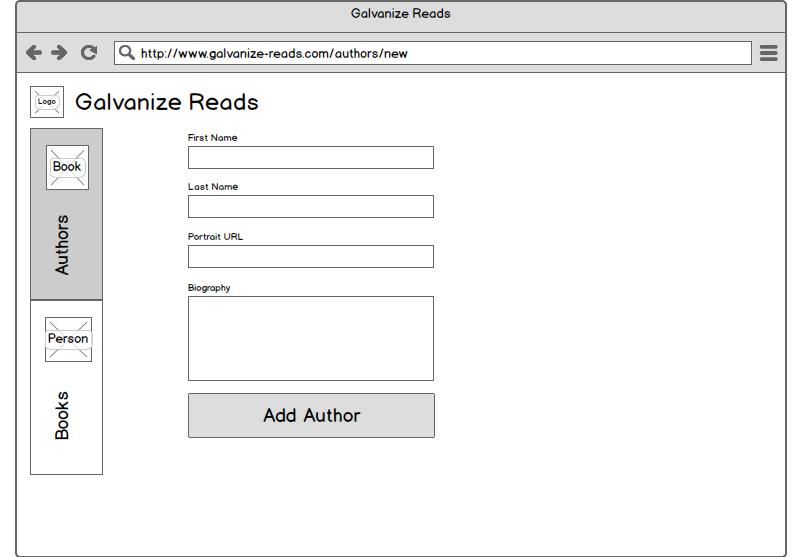 Galvanize Reads
http://www.galvanize-reads.com/authors/new
Logo
Galvanize Reads
Book
Authors
Person
Books
First Name
Last Name
Portrait URL
Biography
Add Author